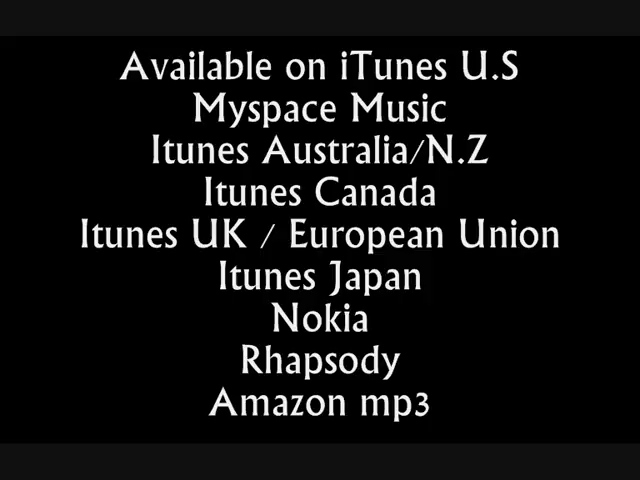 Available on iTunes U.S
Myspace Music
Itunes Australia/N.Z
Itunes Canada
Itunes UK / European Union
Itunes Japan
Nokia
Rhapsody
Amazon mp3